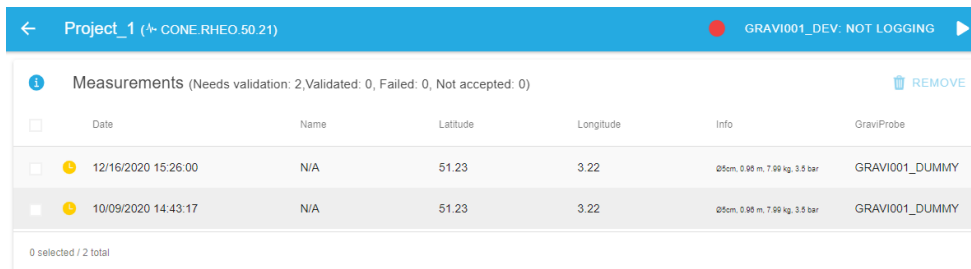 Project_1 (CONE.RHEO.50.21) GRAVI001_DEV: NOT LOGGING
Measurements (Needs validation: 2,Validated: 0, Failed: 0, Not accepted: 0) REMOVE
Date Name Latitude Longitude Info GraviProbe
12/16/2020 15:26:00 N/A 51.23 3.22 Ø5cm, 0.96 m, 7.99 kg, 3.5 bar GRAVI001_DUMMY
10/09/2020 14:43:17 N/A 51.23 3.22 Ø5cm, 0.96 m, 7.99 kg, 3.5 bar GRAVI001_DUMMY
0 selected / 2 total